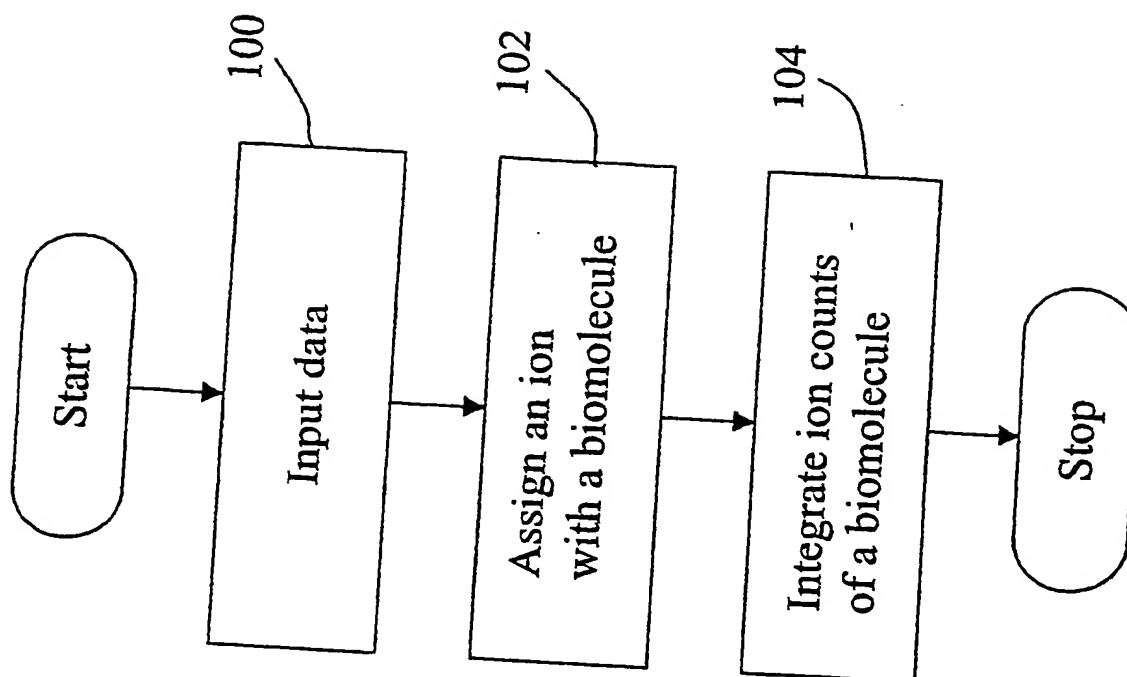 Start
100
Input data
102
Assign an ion
with a biomolecule
104
Integrate ion counts
of a biomolecule
Stop